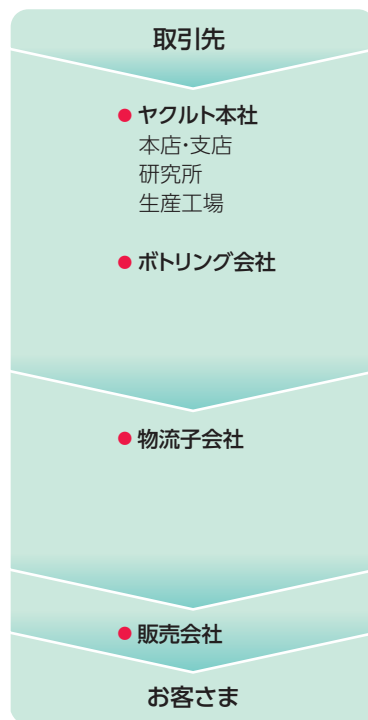 取引先
● ヤクルト本社
本店・支店
研究所
生産工場
● ボトリング会社
● 物流子会社
● 販売会社
お客さま